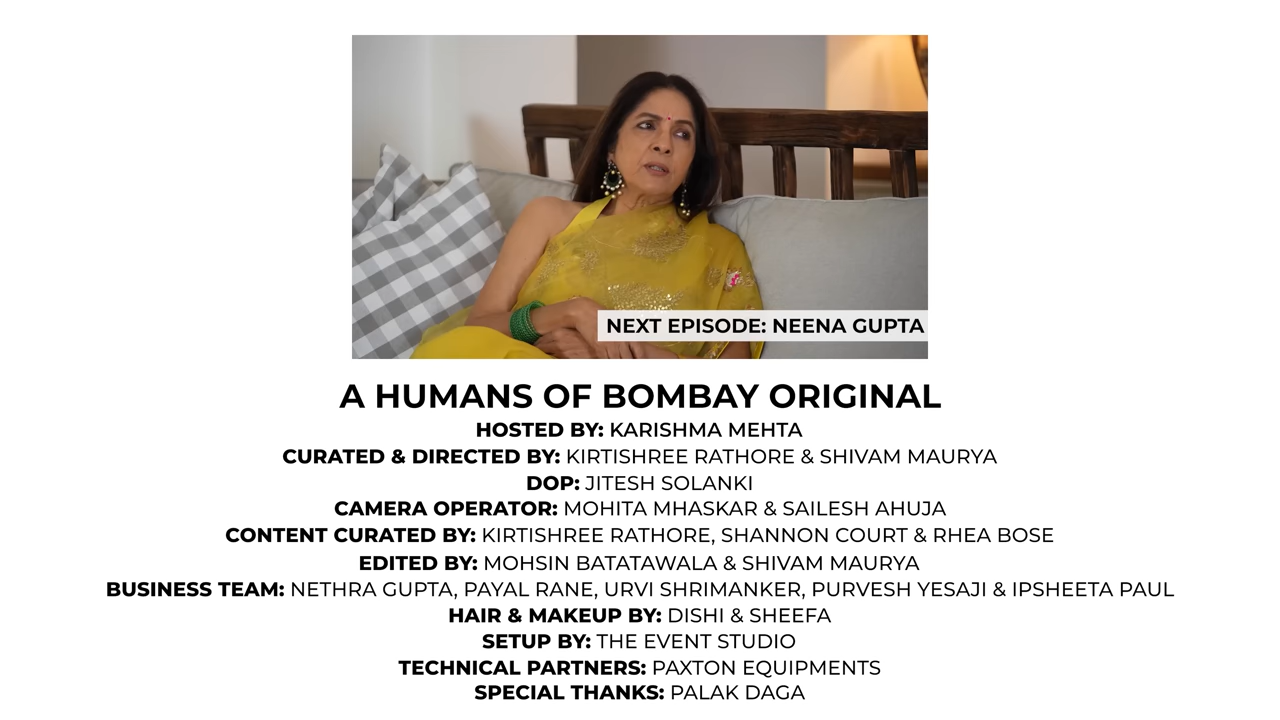 NEXT EPISODE: NEENA GUPTA
A HUMANS OF BOMBAY ORIGINAL
HOSTED BY: KARISHMA MEHTA
CURATED & DIRECTED BY: KIRTISHREE RATHORE & SHIVAM MAURYA
DOP: JITESH SOLANKI
CAMERA OPERATOR: MOHITA MHASKAR & SAILESH AHUJA
CONTENT CURATED BY: KIRTISHREE RATHORE, SHANNON COURT & RHEA BOSE
EDITED BY: MOHSIN BATATAWALA & SHIVAM MAURYA
BUSINESS TEAM: NETHRA GUPTA, PAYAL RANE, URVI SHRIMANKER, PURVESH YESAJI & IPSHEETA PAUL
HAIR & MAKEUP BY: DISHI & SHEEFA
SETUP BY: THE EVENT STUDIO
TECHNICAL PARTNERS: PAXTON EQUIPMENTS
SPECIAL THANKS: PALAK DAGA